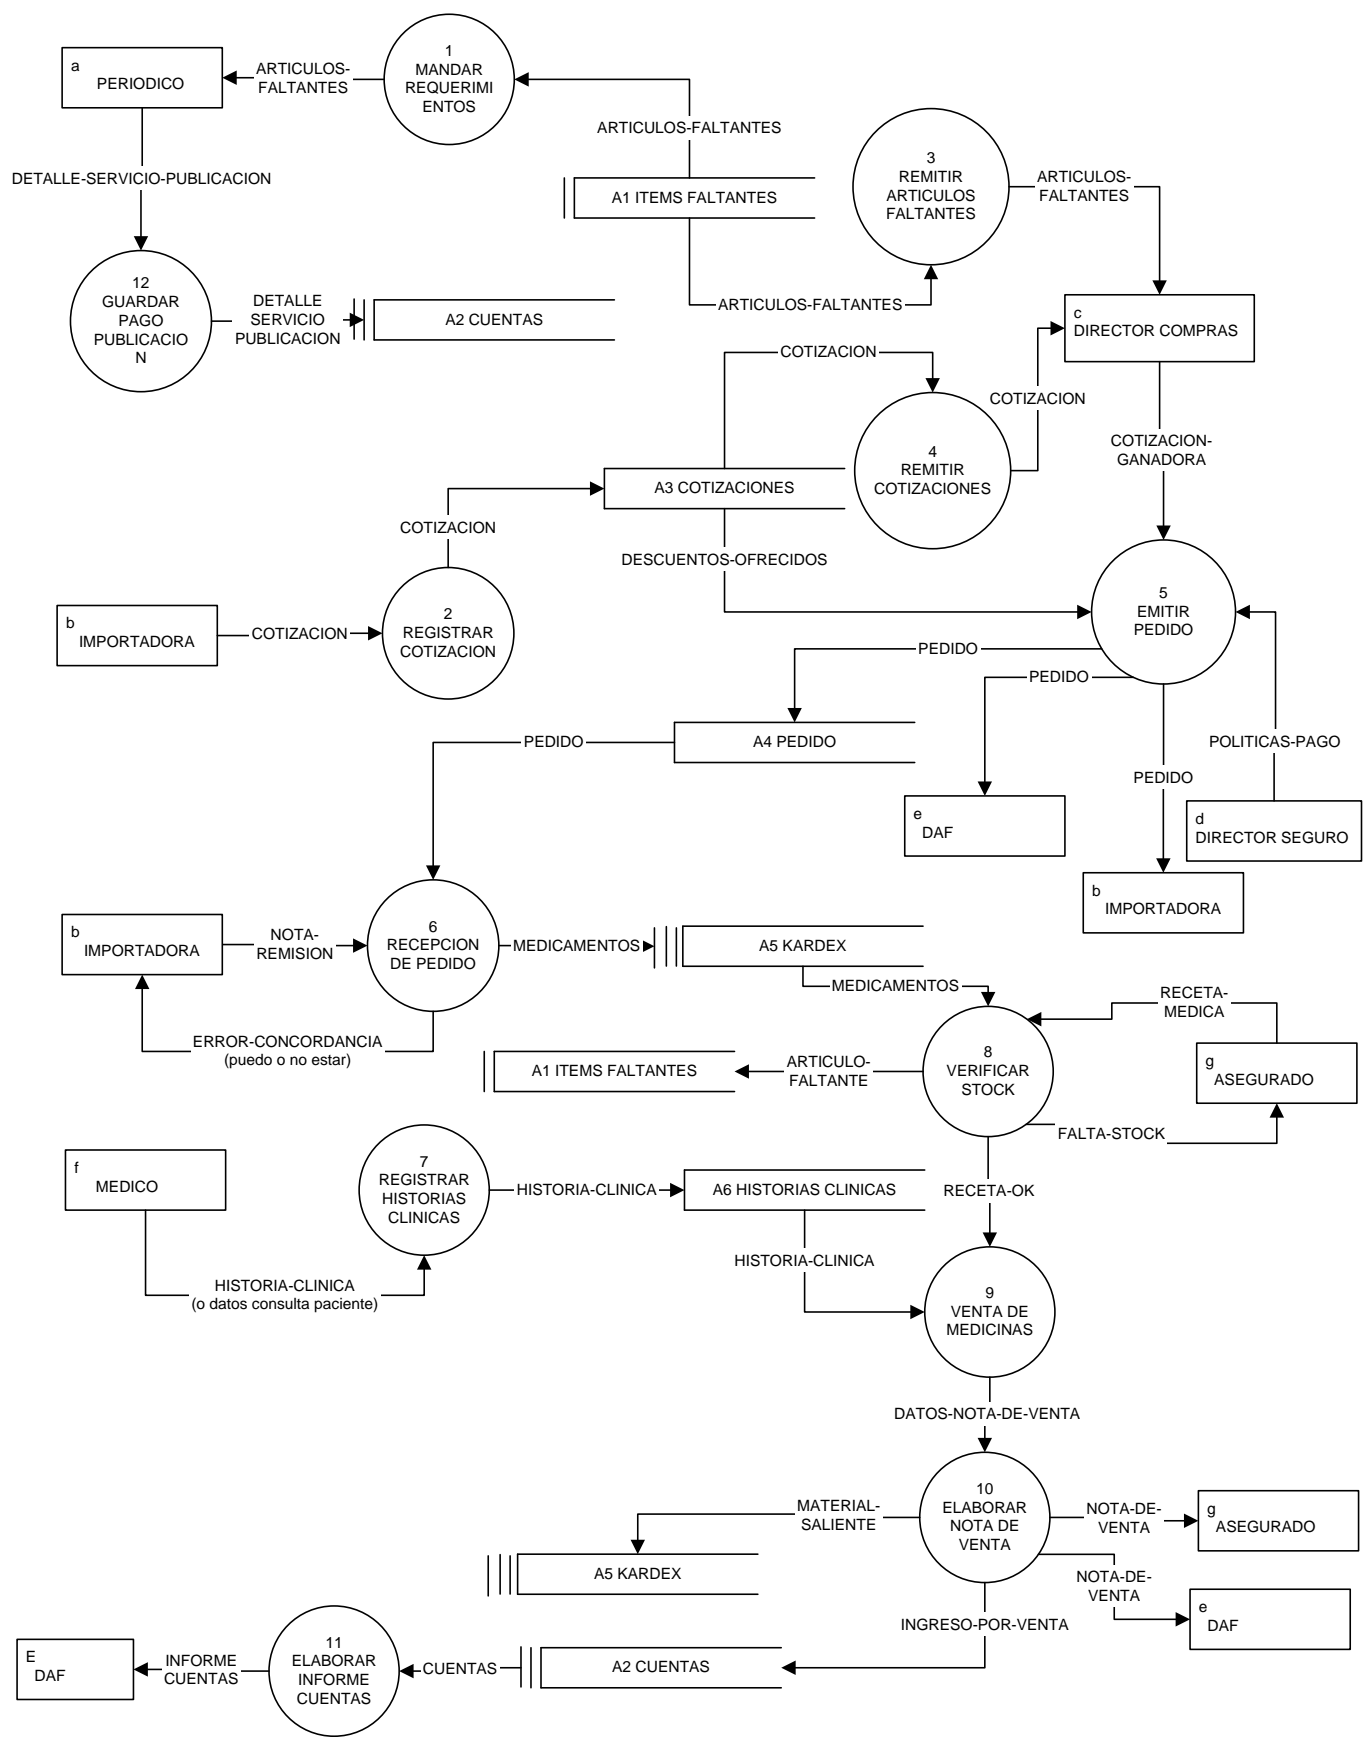 a
PERIODICO
ARTICULOS-
FALTANTES
1
MANDAR
REQUERIMI
ENTOS
ARTICULOS-FALTANTES
A1 ITEMS FALTANTES
ARTICULOS-FALTANTES
3
REMITIR
ARTICULOS
FALTANTES
ARTICULOS-
FALTANTES
DETALLE-SERVICIO-PUBLICACION
12
GUARDAR
PAGO
PUBLICACIO
N
DETALLE
SERVICIO
PUBLICACION
A2 CUENTAS
c
DIRECTOR COMPRAS
COTIZACION
COTIZACION
4
REMITIR
COTIZACIONES
COTIZACION-
GANADORA
A3 COTIZACIONES
COTIZACION
DESCUENTOS-OFRECIDOS
b
IMPORTADORA
COTIZACION
2
REGISTRAR
COTIZACION
5
EMITIR
PEDIDO
PEDIDO
PEDIDO
PEDIDO
A4 PEDIDO
POLITICAS-PAGO
PEDIDO
e
DAF
d
DIRECTOR SEGURO
b
IMPORTADORA
b
IMPORTADORA
NOTA-
REMISION
6
RECEPCION
DE PEDIDO
MEDICAMENTOS
A5 KARDEX
MEDICAMENTOS
RECETA-
MEDICA
ERROR-CONCORDANCIA
(puedo o no estar)
A1 ITEMS FALTANTES
ARTICULO-
FALTANTE
8
VERIFICAR
STOCK
g
ASEGURADO
FALTA-STOCK
f
MEDICO
7
REGISTRAR
HISTORIAS
CLINICAS
HISTORIA-CLINICA
A6 HISTORIAS CLINICAS
RECETA-OK
HISTORIA-CLINICA
HISTORIA-CLINICA
(o datos consulta paciente)
9
VENTA DE
MEDICINAS
DATOS-NOTA-DE-VENTA
MATERIAL-
SALIENTE
10
ELABORAR
NOTA DE
VENTA
NOTA-DE-
VENTA
g
ASEGURADO
A5 KARDEX
NOTA-DE-
VENTA
e
DAF
INGRESO-POR-VENTA
E
DAF
INFORME
CUENTAS
11
ELABORAR
INFORME
CUENTAS
CUENTAS
A2 CUENTAS